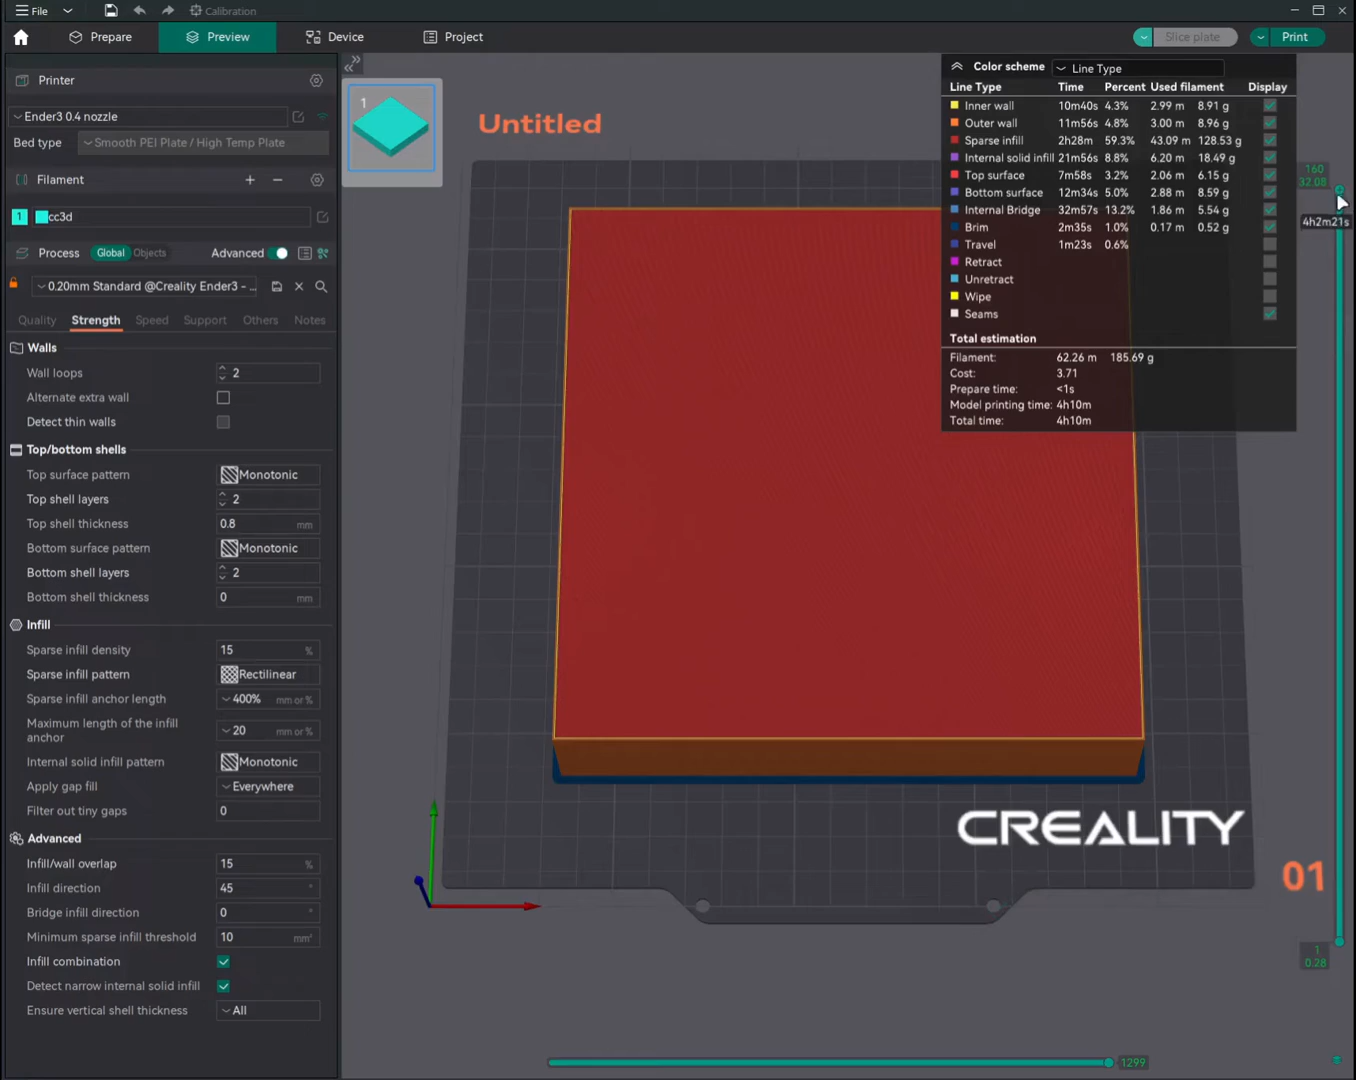 File
Calibration
Prepare
Preview
Device
Project
Slice plate
Print
Printer
Ender3 0.4 nozzle
Bed type
Smooth PEI Plate / High Temp Plate
Filament
1
cc3d
Process
Global
Objects
Advanced
0.20mm Standard @Creality Ender3 - ...
Quality
Strength
Speed
Support
Others
Notes
Walls
Wall loops 2
Alternate extra wall
Detect thin walls
Top/bottom shells
Top surface pattern Monotonic
Top shell layers 2
Top shell thickness 0.8 mm
Bottom surface pattern Monotonic
Bottom shell layers 2
Bottom shell thickness 0 mm
Infill
Sparse infill density 15 %
Sparse infill pattern Rectilinear
Sparse infill anchor length 400% mm or %
Maximum length of the infill
anchor 20 mm or %
Internal solid infill pattern Monotonic
Apply gap fill Everywhere
Filter out tiny gaps 0
Advanced
Infill/wall overlap 15 %
Infill direction 45 °
Bridge infill direction 0 °
Minimum sparse infill threshold 10 mm²
Infill combination
Detect narrow internal solid infill
Ensure vertical shell thickness All
1
Untitled
Color scheme Line Type
Line Type Time Percent Used filament Display
Inner wall 10m40s 4.3% 2.99 m 8.91 g
Outer wall 11m56s 4.8% 3.00 m 8.96 g
Sparse infill 2h28m 59.3% 43.09 m 128.53 g
Internal solid infill 21m56s 8.8% 6.20 m 18.49 g
Top surface 7m58s 3.2% 2.06 m 6.15 g
Bottom surface 12m34s 5.0% 2.88 m 8.59 g
Internal Bridge 32m57s 13.2% 1.86 m 5.54 g
Brim 2m35s 1.0% 0.17 m 0.52 g
Travel 1m23s 0.6%
Retract
Unretract
Wipe
Seams
Total estimation
Filament: 62.26 m 185.69 g
Cost: 3.71
Prepare time: <1s
Model printing time: 4h10m
Total time: 4h10m
160
32.08
4h2m21s
CREALITY
01
1
0.28
1299